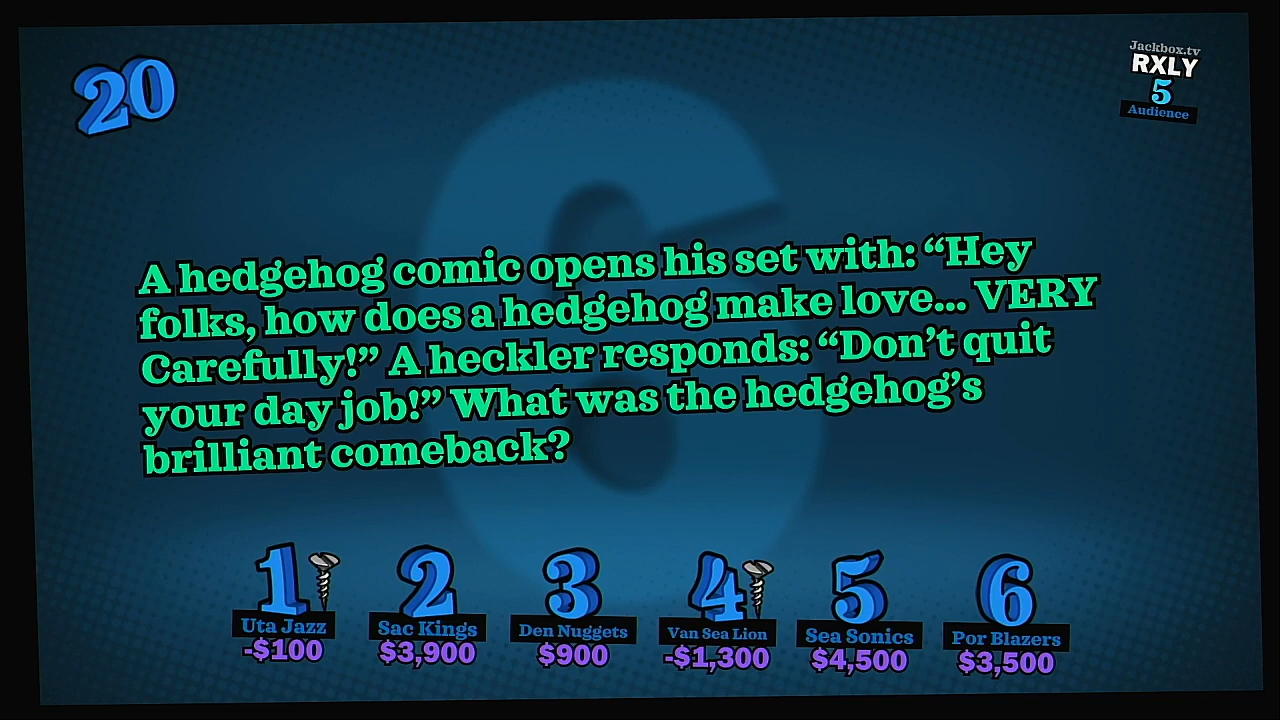 20
Jackbox.tv
RXLY
5
Audience
A hedgehog comic opens his set with: “Hey
folks, how does a hedgehog make love... VERY
Carefully!” A heckler responds: “Don’t quit
your day job!” What was the hedgehog’s
brilliant comeback?
6
1 2 3 4 5 6
Uta Jazz Sac Kings Den Nuggets Van Sea Lion Sea Sonics Por Blazers
-$100 $3,900 $900 -$1,300 $4,500 $3,500